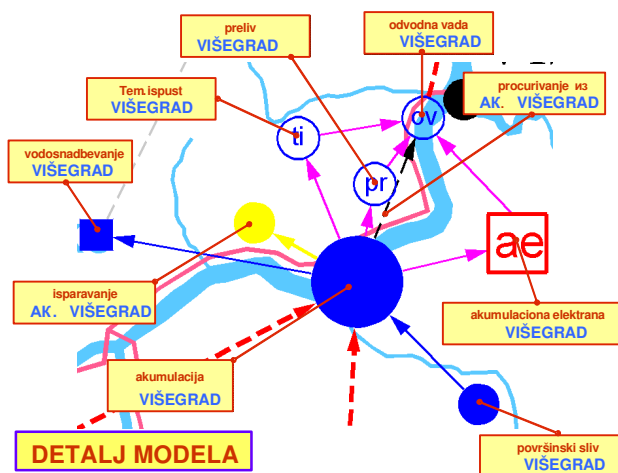 preliv
VIŠEGRAD
odvodna vada
VIŠEGRAD
Tem. ispust
VIŠEGRAD
procurivanje из
AK. VIŠEGRAD
vodosnadbevanje
VIŠEGRAD
ti
ov
pr
ae
isparavanje
AK. VIŠEGRAD
akumulaciona elektrana
VIŠEGRAD
akumulacija
VIŠEGRAD
površinski sliv
VIŠEGRAD
DETALJ MODELA